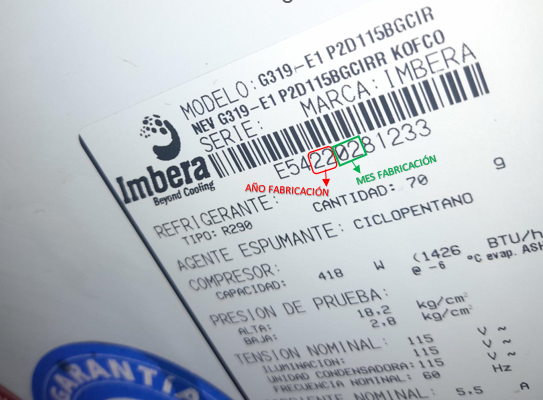 MODELO: G319,-E1 P2D115BGCIR
NEV G319-E1 P2D115BGCIRR KOFCO
SERIE: MARCA: IMBERA
E54220281233
Imbera
Beyond Cooling
AÑO FABRICACIÓN
MES FABRICACIÓN
REFRIGERANTE:
TIPO: R290 CANTIDAD: 70 g
AGENTE ESPUMANTE: CICLOPENTANO
COMPRESOR:
CAPACIDAD: 418 W (1426 BTU/h
@ -6 °C evap. ASH
PRESION DE PRUEBA:
ALTA: 18,2 kg/cm²
BAJA: 2,8 kg/cm²
TENSION NOMINAL: 115 V ~
ILUMINACION: 115 V ~
UNIDAD CONDENSADORA: 115 V ~
FRECUENCIA NOMINAL: 60 Hz
NOMINAL: 5.5 A
GARANTÍA